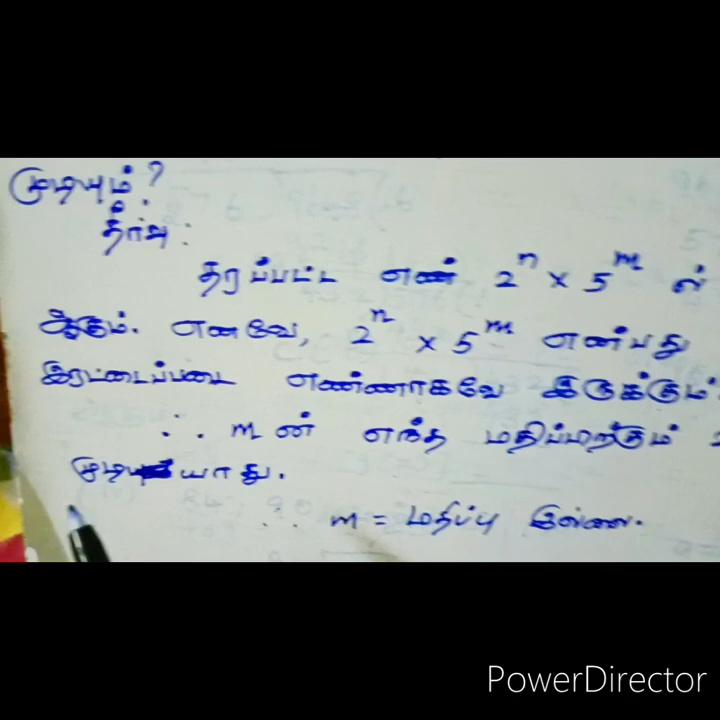 முடியும்?
தீர்வு:
தரப்பட்ட எண் 2ⁿ × 5ᵐ ல்
ஆகும். எனவே, 2ⁿ × 5ᵐ என்பது
இரட்டைப்படை எண்ணாகவே இருக்கும்.
∴ m ன் எந்த மதிப்பிற்கும்
முடியாது.
∴ m = மதிப்பு இல்லை.
PowerDirector